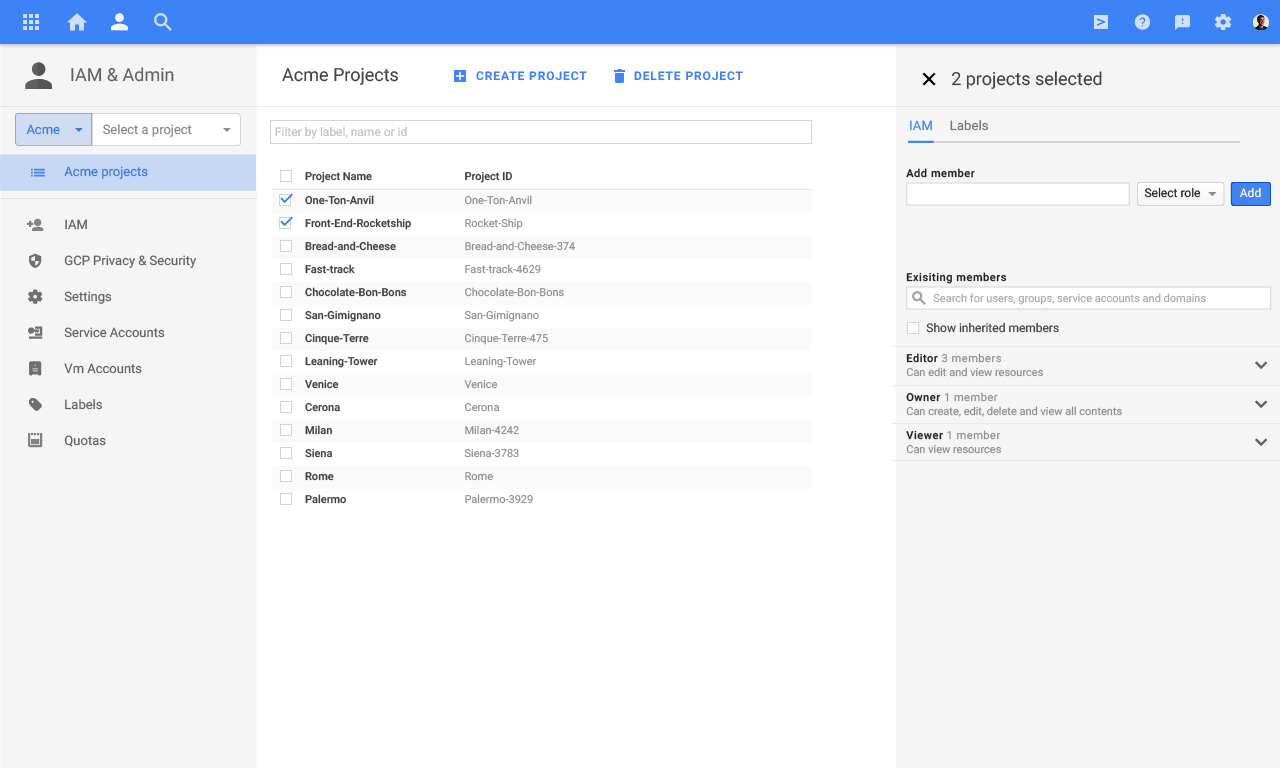 IAM & Admin
Acme
Select a project
Acme projects
IAM
GCP Privacy & Security
Settings
Service Accounts
Vm Accounts
Labels
Quotas
Acme Projects
CREATE PROJECT
DELETE PROJECT
Filter by label, name or id
Project Name Project ID
One-Ton-Anvil One-Ton-Anvil
Front-End-Rocketship Rocket-Ship
Bread-and-Cheese Bread-and-Cheese-374
Fast-track Fast-track-4629
Chocolate-Bon-Bons Chocolate-Bon-Bons
San-Gimignano San-Gimignano
Cinque-Terre Cinque-Terre-475
Leaning-Tower Leaning-Tower
Venice Venice
Cerona Cerona
Milan Milan-4242
Siena Siena-3783
Rome Rome
Palermo Palermo-3929
2 projects selected
IAM Labels
Add member
Select role
Add
Exisiting members
Search for users, groups, service accounts and domains
Show inherited members
Editor 3 members
Can edit and view resources
Owner 1 member
Can create, edit, delete and view all contents
Viewer 1 member
Can view resources